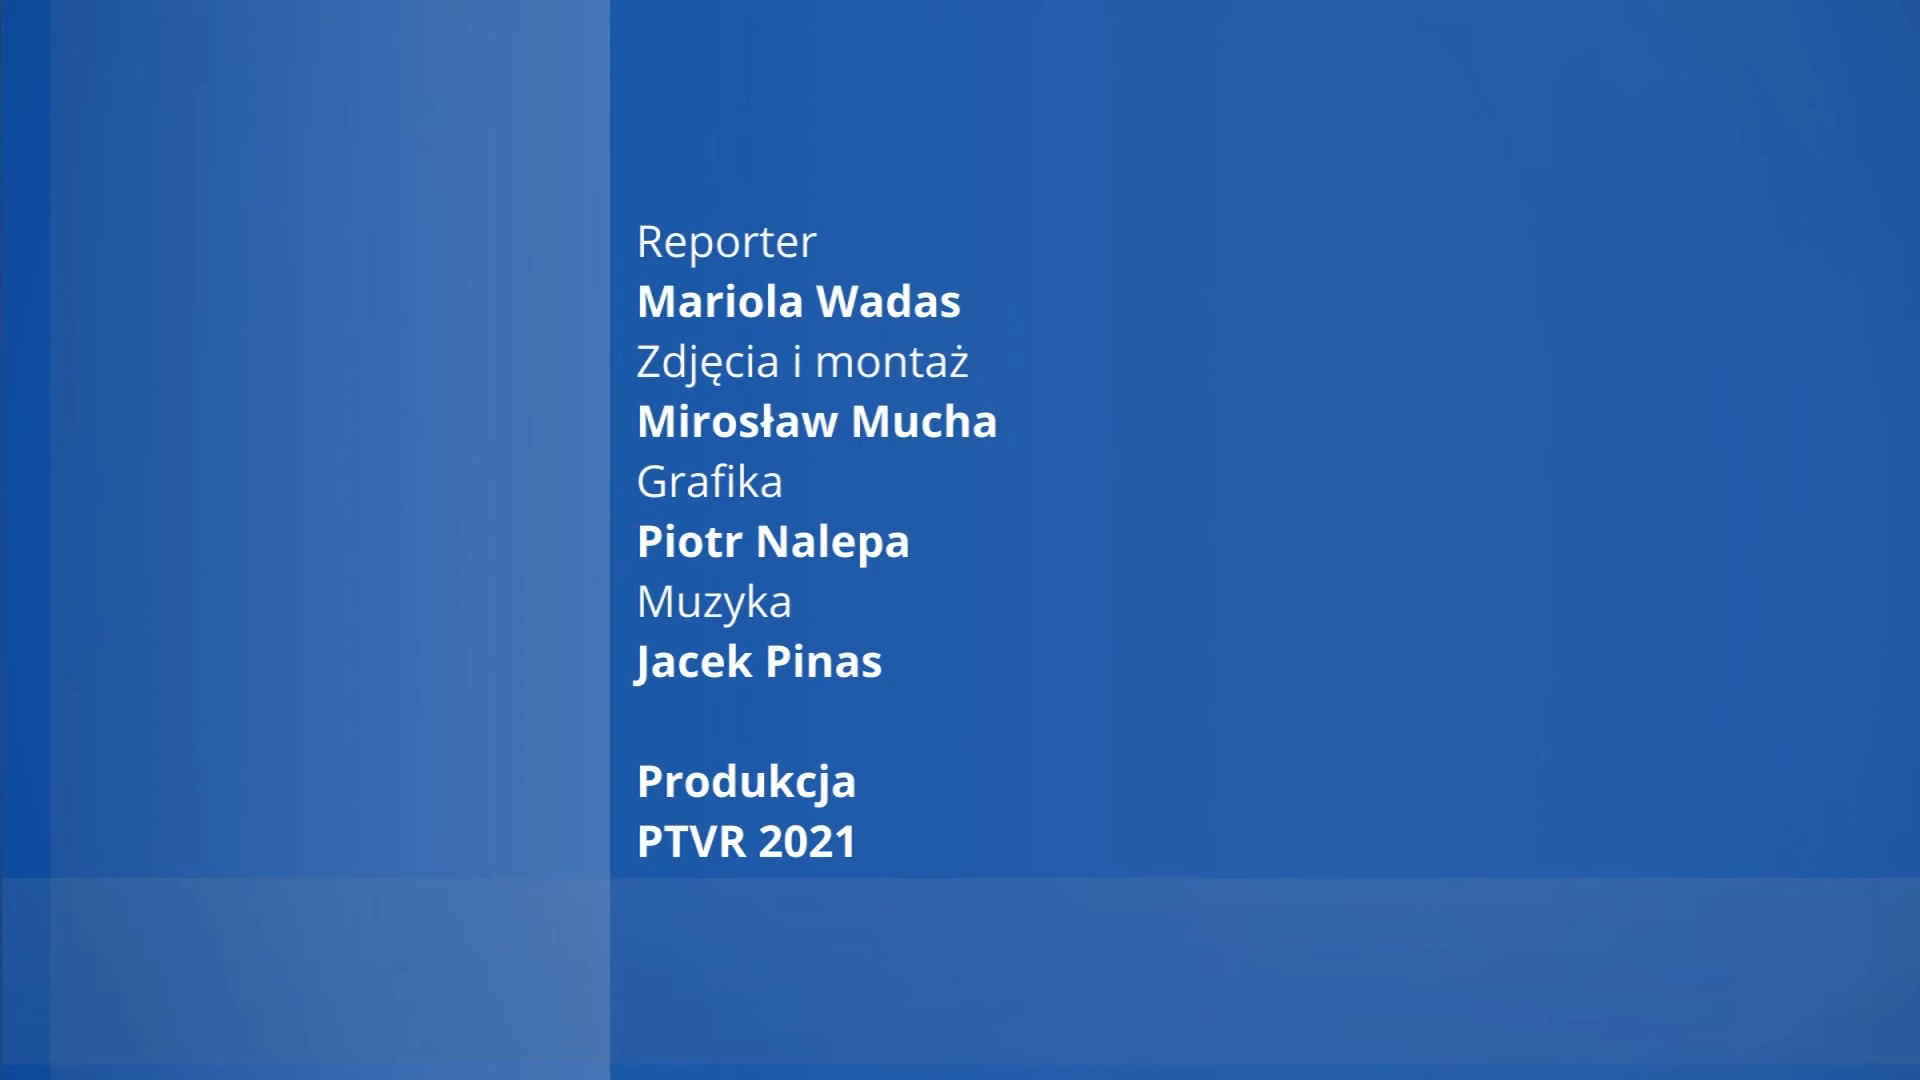 Reporter
Mariola Wadas
Zdjęcia i montaż
Mirosław Mucha
Grafika
Piotr Nalepa
Muzyka
Jacek Pinas
Produkcja
PTVR 2021